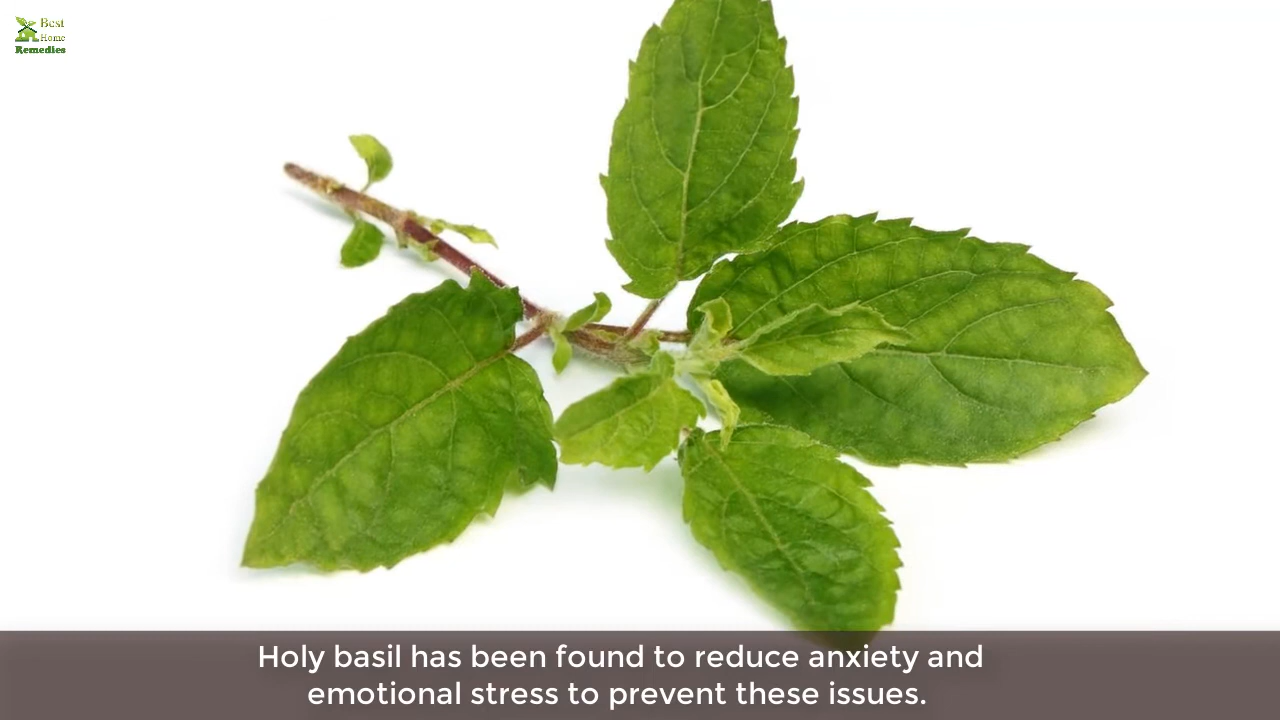 Best
Home
Remedies
Holy basil has been found to reduce anxiety and
emotional stress to prevent these issues.